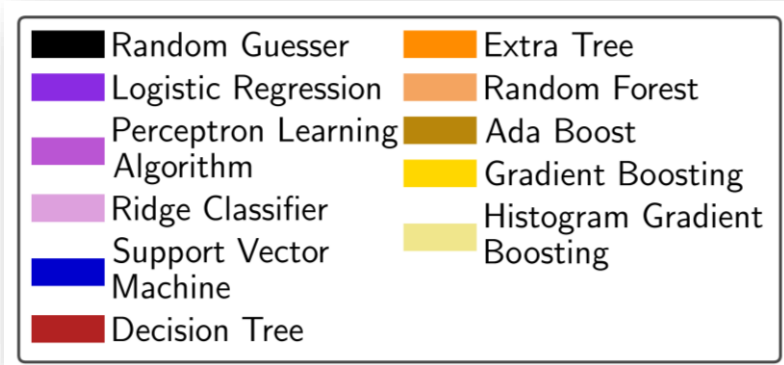 Random Guesser
Logistic Regression
Perceptron Learning
Algorithm
Ridge Classifier
Support Vector
Machine
Decision Tree
Extra Tree
Random Forest
Ada Boost
Gradient Boosting
Histogram Gradient
Boosting